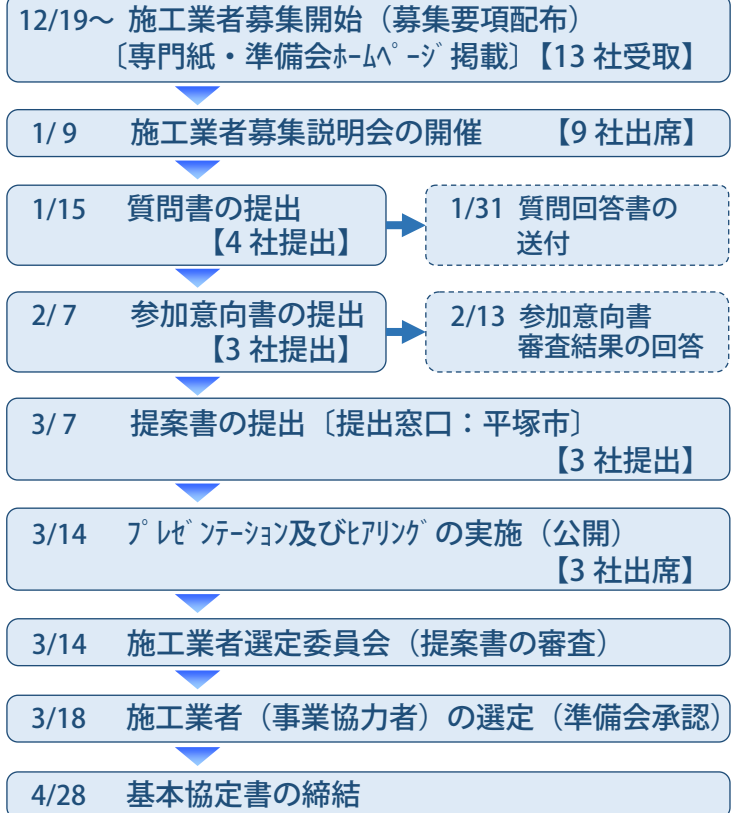 12/19～ 施工業者募集開始（募集要項配布）
〔専門紙・準備会ﾎｰﾑﾍﾟｰｼﾞ掲載〕【13 社受取】
1/ 9 施工業者募集説明会の開催 【9 社出席】
1/15 質問書の提出
【4 社提出】
1/31 質問回答書の
送付
2/ 7 参加意向書の提出
【3 社提出】
2/13 参加意向書
審査結果の回答
3/ 7 提案書の提出〔提出窓口：平塚市〕
【3 社提出】
3/14 ﾌﾟﾚｾﾞﾝﾃｰｼｮﾝ及びﾋｱﾘﾝｸﾞの実施（公開）
【3 社出席】
3/14 施工業者選定委員会（提案書の審査）
3/18 施工業者（事業協力者）の選定（準備会承認）
4/28 基本協定書の締結